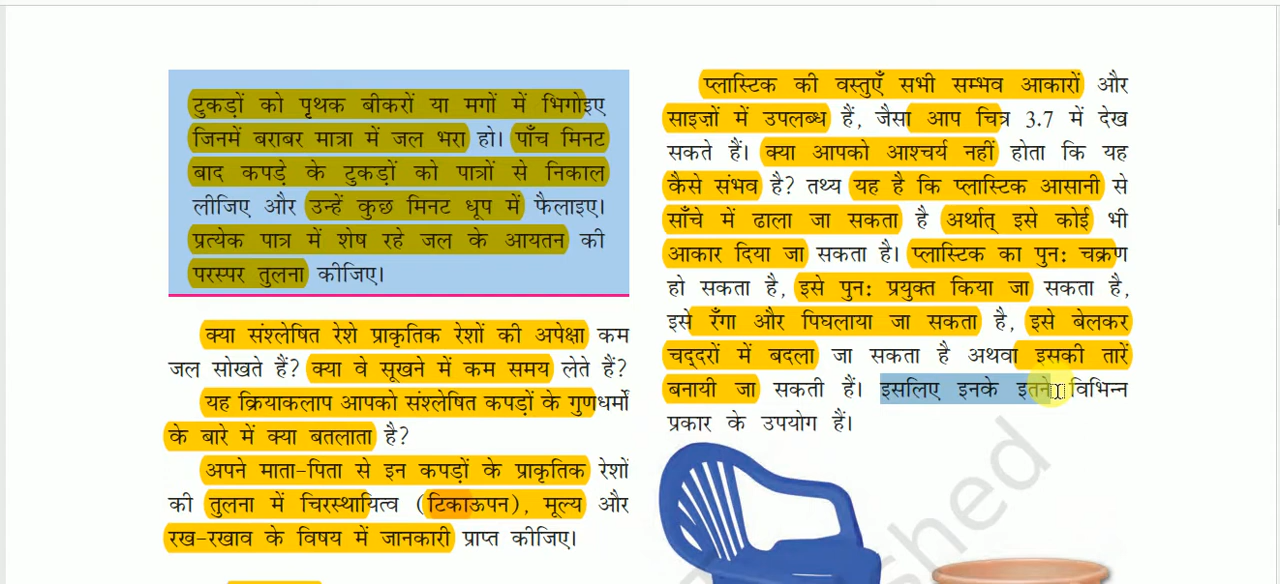 टुकड़ों को पृथक बीकरों या मगों में भिगोइए
जिनमें बराबर मात्रा में जल भरा हो। पाँच मिनट
बाद कपड़े के टुकड़ों को पात्रों से निकाल
लीजिए और उन्हें कुछ मिनट धूप में फैलाइए।
प्रत्येक पात्र में शेष रहे जल के आयतन की
परस्पर तुलना कीजिए।
क्या संश्लेषित रेशे प्राकृतिक रेशों की अपेक्षा कम
जल सोखते हैं? क्या वे सूखने में कम समय लेते हैं?
यह क्रियाकलाप आपको संश्लेषित कपड़ों के गुणधर्मों
के बारे में क्या बतलाता है?
अपने माता-पिता से इन कपड़ों के प्राकृतिक रेशों
की तुलना में चिरस्थायित्व (टिकाऊपन), मूल्य और
रख-रखाव के विषय में जानकारी प्राप्त कीजिए।
प्लास्टिक की वस्तुएँ सभी सम्भव आकारों और
साइज़ों में उपलब्ध हैं, जैसा आप चित्र 3.7 में देख
सकते हैं। क्या आपको आश्चर्य नहीं होता कि यह
कैसे संभव है? तथ्य यह है कि प्लास्टिक आसानी से
साँचे में ढाला जा सकता है अर्थात् इसे कोई भी
आकार दिया जा सकता है। प्लास्टिक का पुन: चक्रण
हो सकता है, इसे पुन: प्रयुक्त किया जा सकता है,
इसे रँगा और पिघलाया जा सकता है, इसे बेलकर
चद्दरों में बदला जा सकता है अथवा इसकी तारें
बनायी जा सकती हैं। इसलिए इनके इतने विभिन्न
प्रकार के उपयोग हैं।
shed